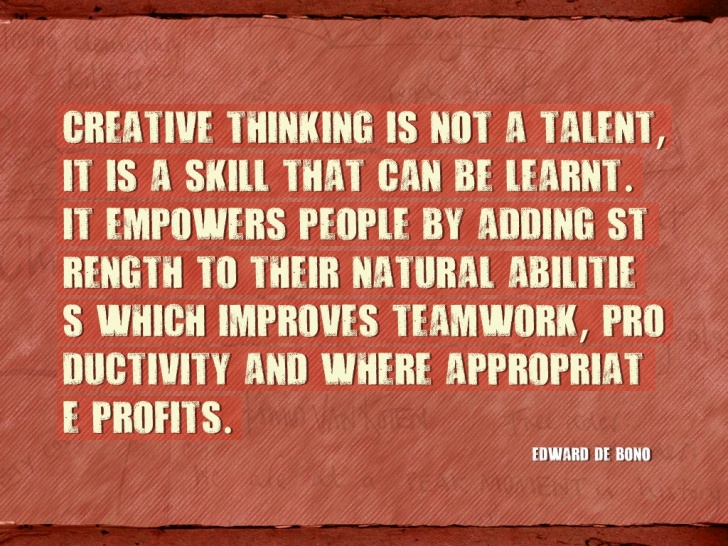 CREATIVE THINKING IS NOT A TALENT,
IT IS A SKILL THAT CAN BE LEARNT.
IT EMPOWERS PEOPLE BY ADDING ST
RENGTH TO THEIR NATURAL ABILITIE
S WHICH IMPROVES TEAMWORK, PRO
DUCTIVITY AND WHERE APPROPRIAT
E PROFITS.
EDWARD DE BONO